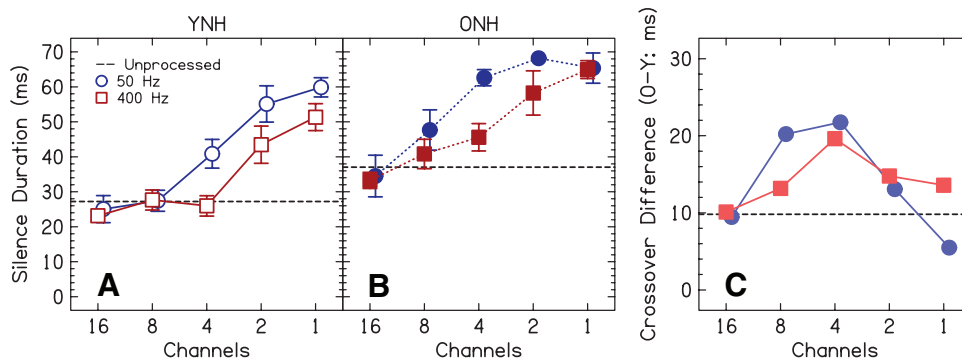 YNH
ONH
Silence Duration (ms)
70
60
50
40
30
20
10
0
Unprocessed
50 Hz
400 Hz
A
B
16 8 4 2 1
Channels
16 8 4 2 1
Channels
Crossover Difference (O-Y: ms)
30
20
10
0
C
16 8 4 2 1
Channels